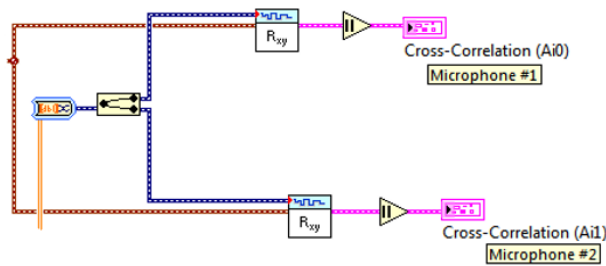 Rxy
Cross-Correlation (Ai0)
Microphone #1
Rxy
Cross-Correlation (Ai1)
Microphone #2